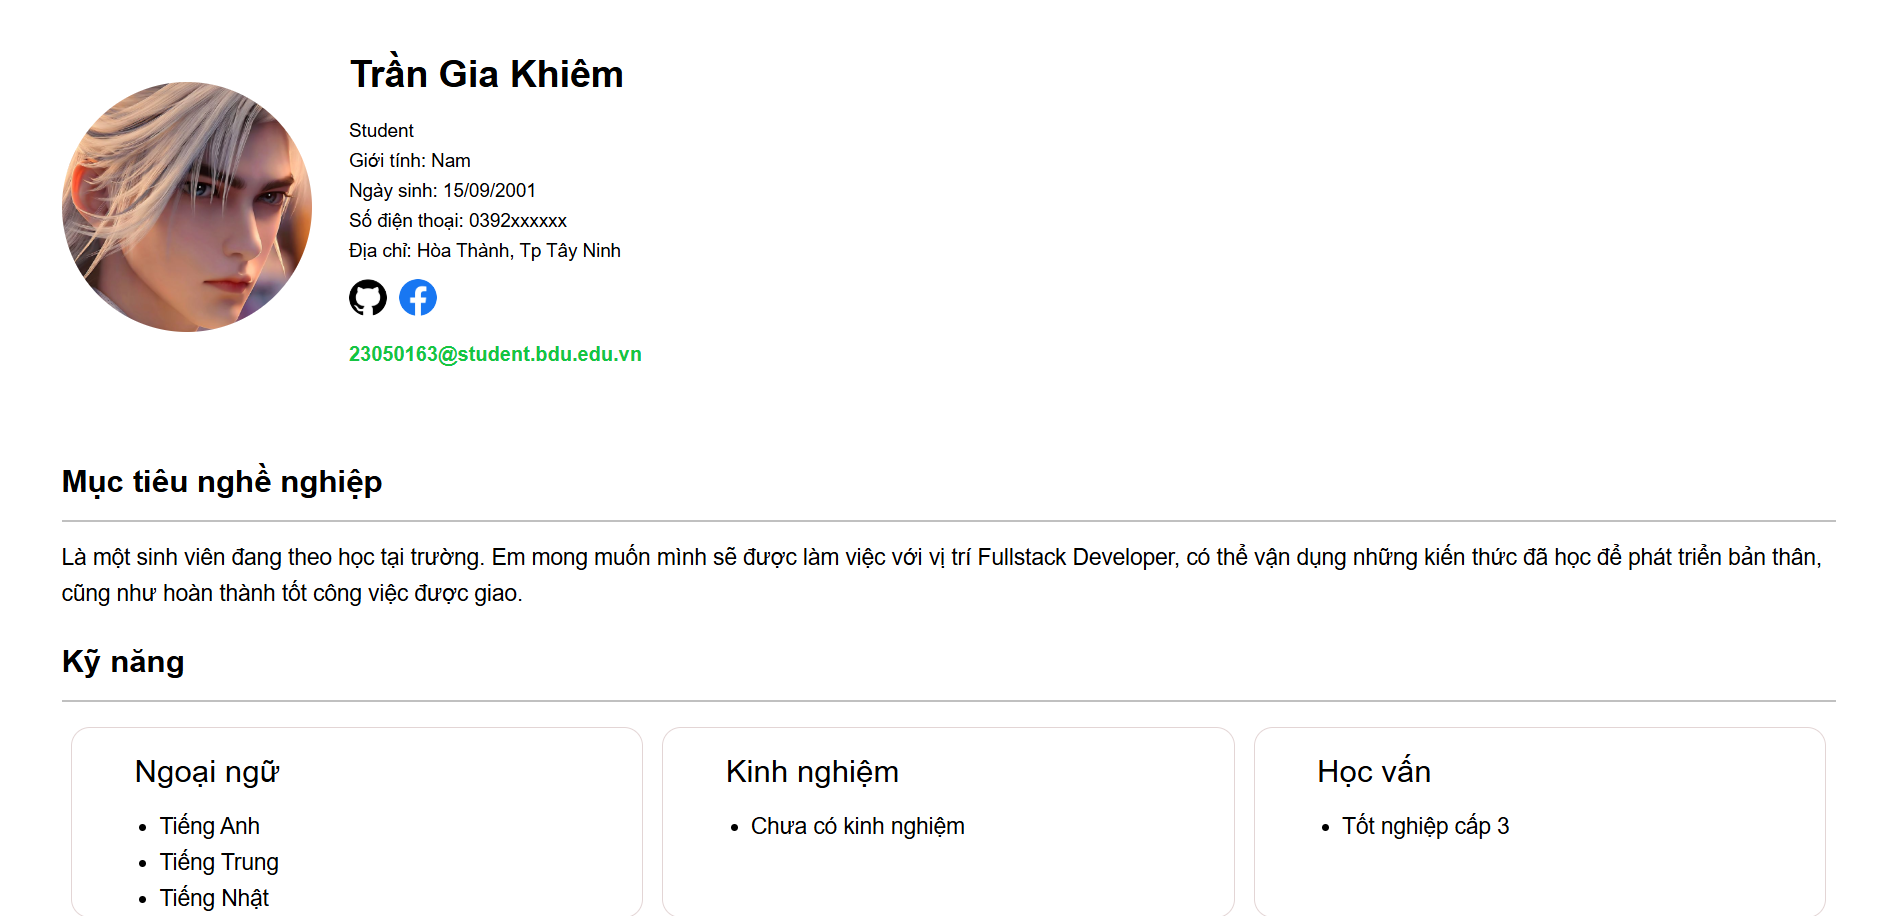 Trần Gia Khiêm
Student
Giới tính: Nam
Ngày sinh: 15/09/2001
Số điện thoại: 0392xxxxxx
Địa chỉ: Hòa Thành, Tp Tây Ninh
23050163@student.bdu.edu.vn
Mục tiêu nghề nghiệp
Là một sinh viên đang theo học tại trường. Em mong muốn mình sẽ được làm việc với vị trí Fullstack Developer, có thể vận dụng những kiến thức đã học để phát triển bản thân,
cũng như hoàn thành tốt công việc được giao.
Kỹ năng
Ngoại ngữ
• Tiếng Anh
• Tiếng Trung
• Tiếng Nhật
Kinh nghiệm
• Chưa có kinh nghiệm
Học vấn
• Tốt nghiệp cấp 3